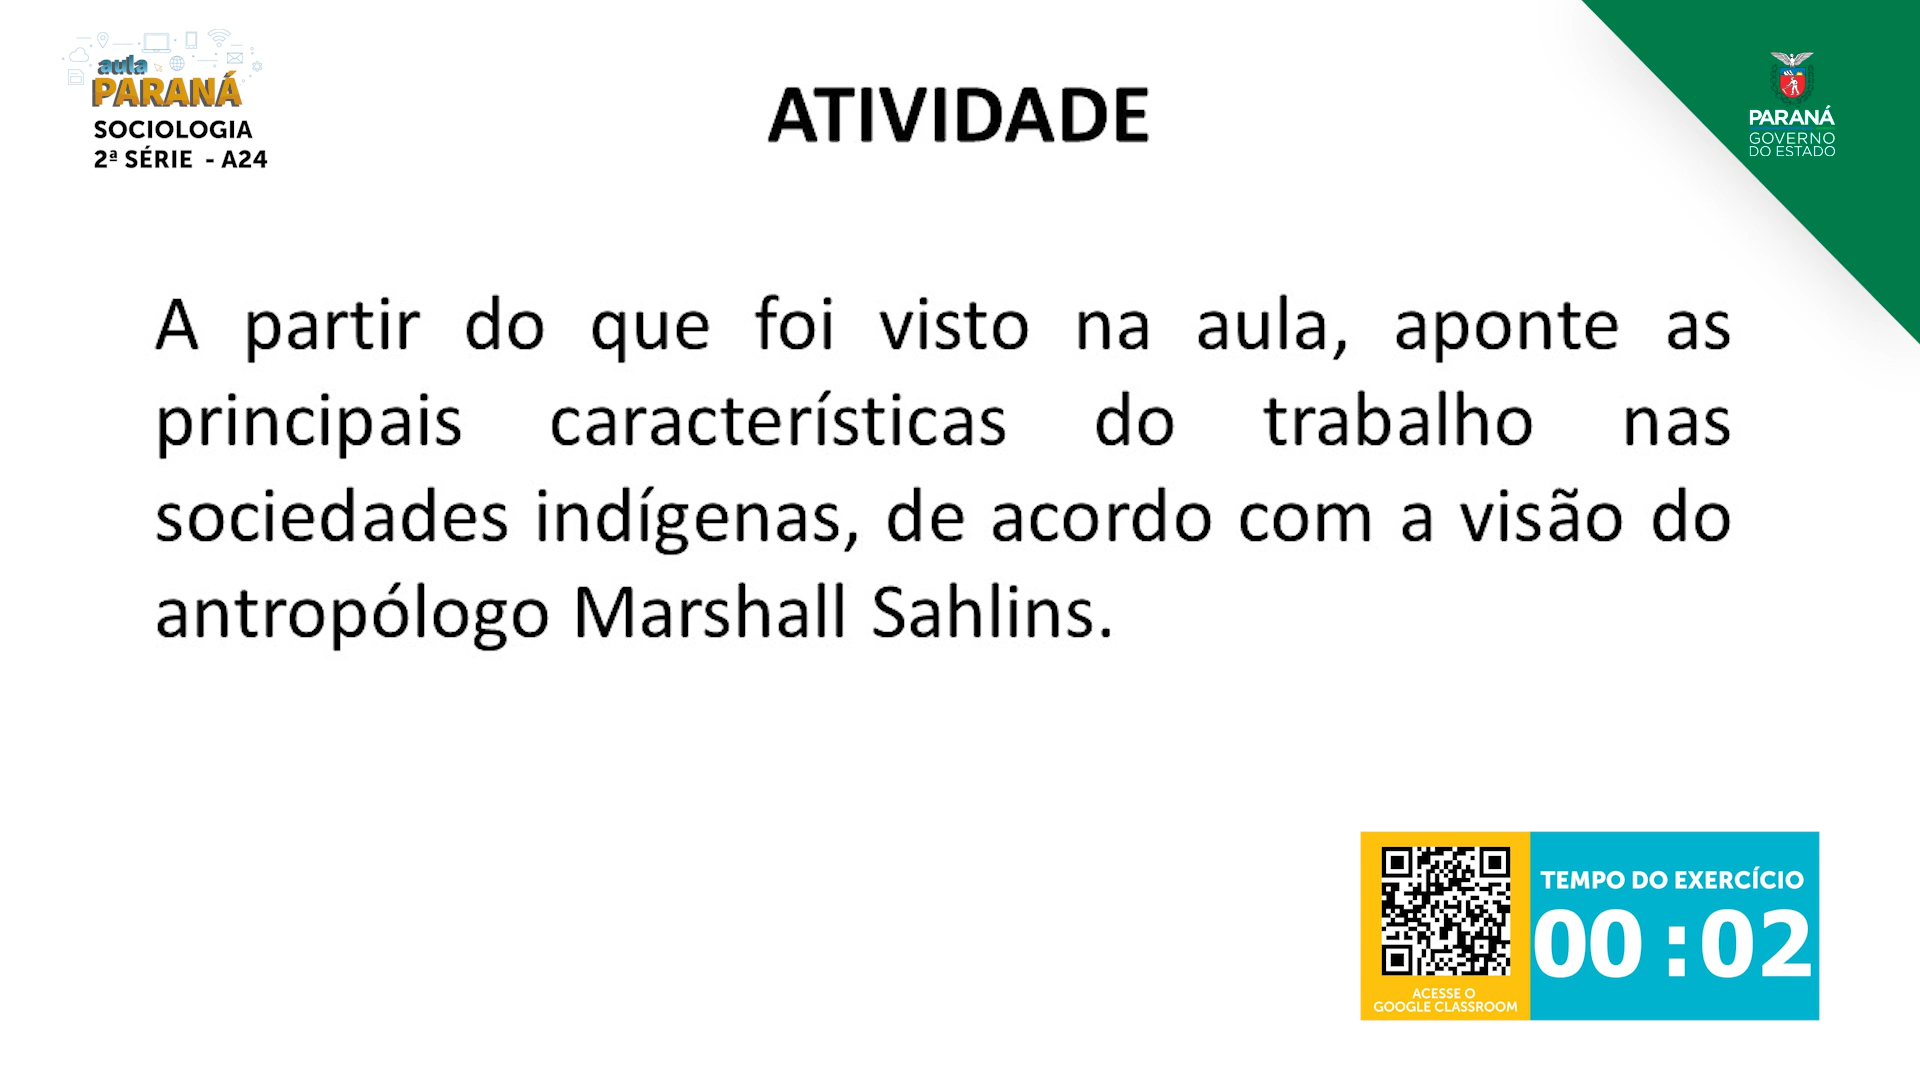 aula
PARANÁ
SOCIOLOGIA
2ª SÉRIE - A24
ATIVIDADE
PARANÁ
GOVERNO
DO ESTADO
A partir do que foi visto na aula, aponte as
principais características do trabalho nas
sociedades indígenas, de acordo com a visão do
antropólogo Marshall Sahlins.
ACESSE O
GOOGLE CLASSROOM
TEMPO DO EXERCÍCIO
00:02